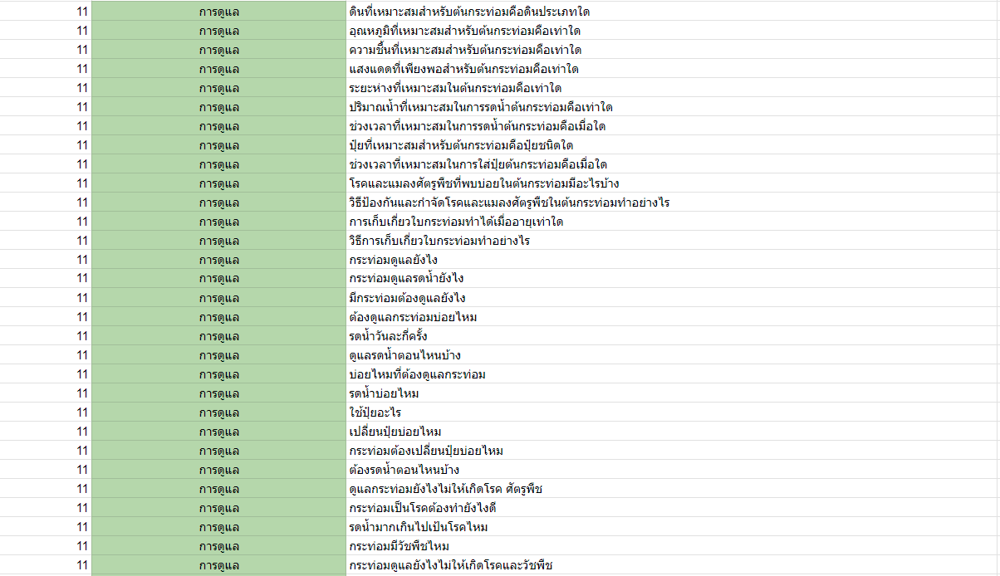 11 การดูแล ดินที่เหมาะสมสำหรับต้นกระท่อมคือดินประเภทใด
11 การดูแล อุณหภูมิที่เหมาะสมสำหรับต้นกระท่อมคือเท่าใด
11 การดูแล ความชื้นที่เหมาะสมสำหรับต้นกระท่อมคือเท่าใด
11 การดูแล แสงแดดที่เพียงพอสำหรับต้นกระท่อมคือเท่าใด
11 การดูแล ระยะห่างที่เหมาะสมในต้นกระท่อมคือเท่าใด
11 การดูแล ปริมาณน้ำที่เหมาะสมในการรดน้ำต้นกระท่อมคือเท่าใด
11 การดูแล ช่วงเวลาที่เหมาะสมในการรดน้ำต้นกระท่อมคือเมื่อใด
11 การดูแล ปุ๋ยที่เหมาะสมสำหรับต้นกระท่อมคือปุ๋ยชนิดใด
11 การดูแล ช่วงเวลาที่เหมาะสมในการใส่ปุ๋ยต้นกระท่อมคือเมื่อใด
11 การดูแล โรคและแมลงศัตรูพืชที่พบบ่อยในต้นกระท่อมมีอะไรบ้าง
11 การดูแล วิธีป้องกันและกำจัดโรคและแมลงศัตรูพืชในต้นกระท่อมทำอย่างไร
11 การดูแล การเก็บเกี่ยวใบกระท่อมทำได้เมื่ออายุเท่าใด
11 การดูแล วิธีการเก็บเกี่ยวใบกระท่อมทำอย่างไร
11 การดูแล กระท่อมดูแลยังไง
11 การดูแล กระท่อมดูแลรดน้ำยังไง
11 การดูแล มีกระท่อมต้องดูแลยังไง
11 การดูแล ต้องดูแลกระท่อมบ่อยไหม
11 การดูแล รดน้ำวันละกี่ครั้ง
11 การดูแล ดูแลรดน้ำตอนไหนบ้าง
11 การดูแล บ่อยไหมที่ต้องดูแลกระท่อม
11 การดูแล รดน้ำบ่อยไหม
11 การดูแล ใช้ปุ๋ยอะไร
11 การดูแล เปลี่ยนปุ๋ยบ่อยไหม
11 การดูแล กระท่อมต้องเปลี่ยนปุ๋ยบ่อยไหม
11 การดูแล ต้องรดน้ำตอนไหนบ้าง
11 การดูแล ดูแลกระท่อมยังไงไม่ให้เกิดโรค ศัตรูพืช
11 การดูแล กระท่อมเป็นโรคต้องทำยังไงดี
11 การดูแล รดน้ำมากเกินไปเป็นโรคไหม
11 การดูแล กระท่อมมีวัชพืชไหม
11 การดูแล กระท่อมดูแลยังไงไม่ให้เกิดโรคและวัชพืช